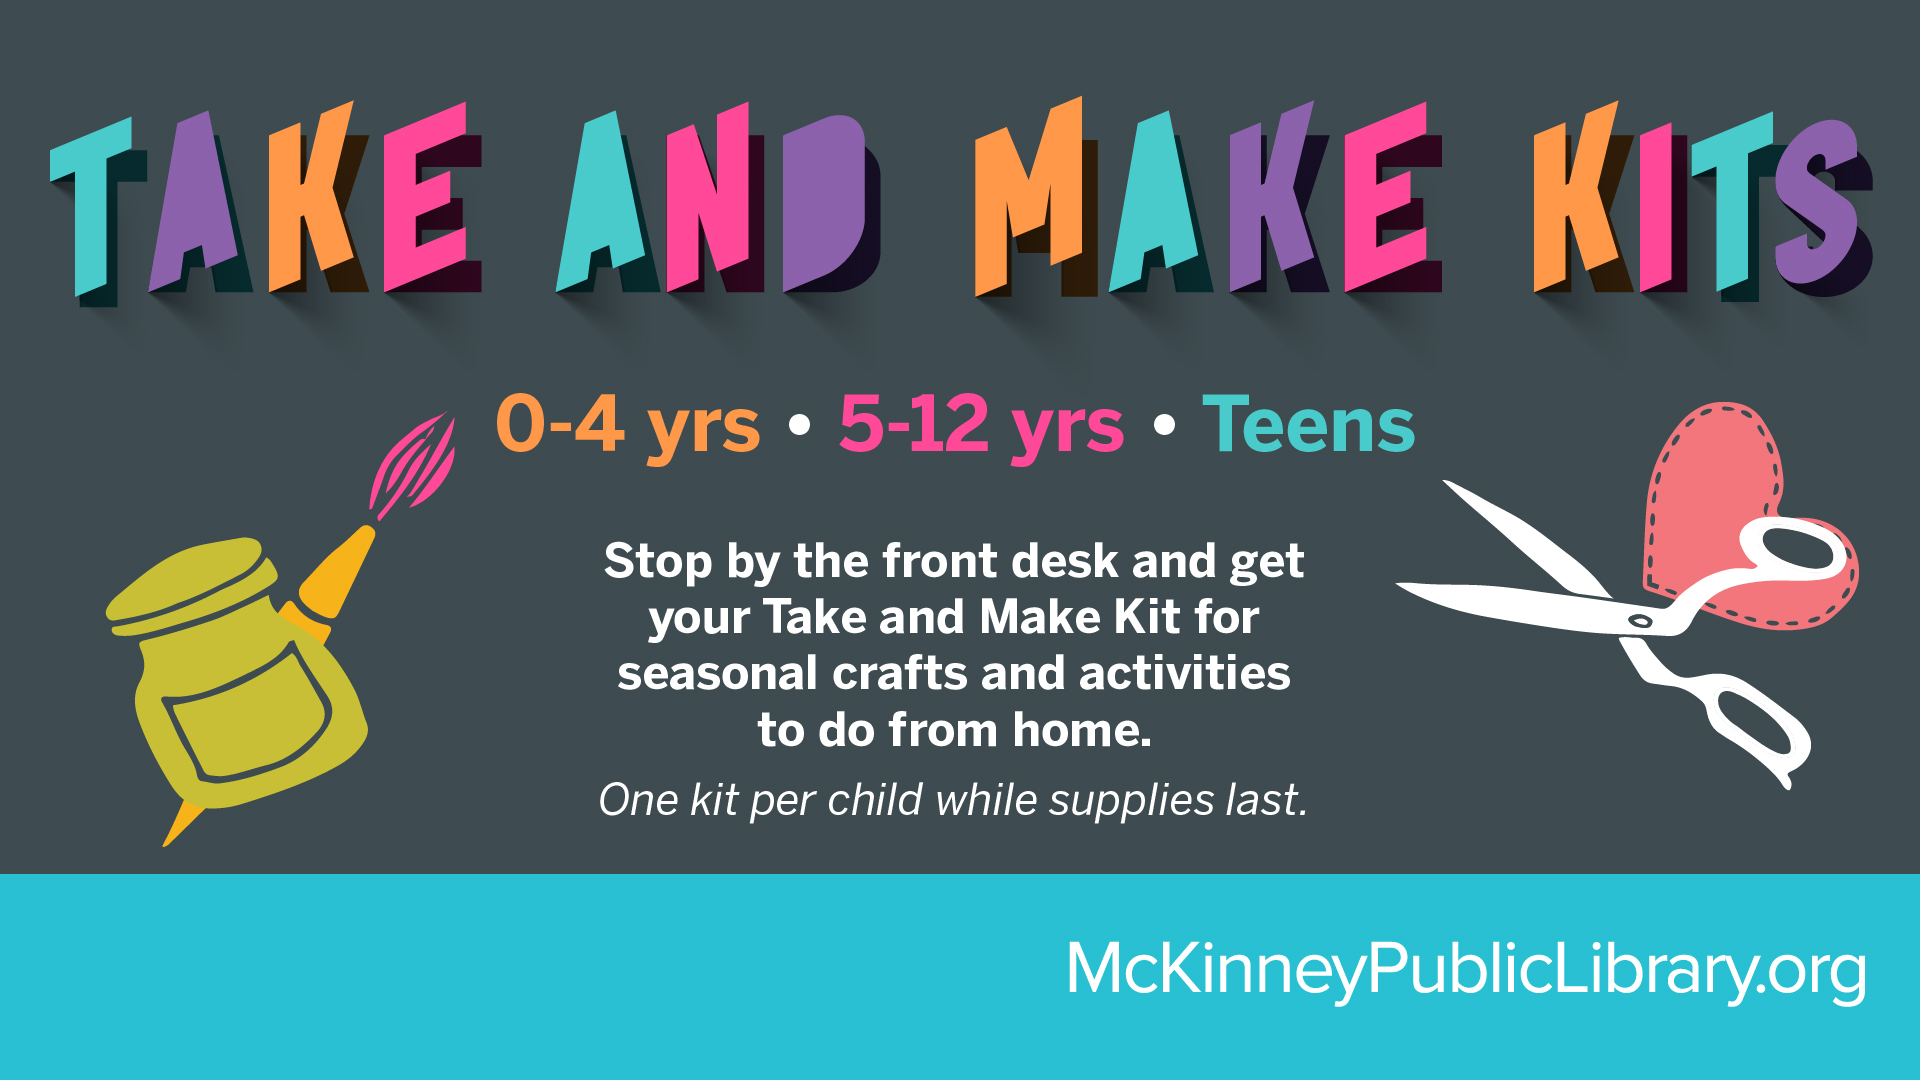 TAKE AND MAKE KITS
0-4 yrs • 5-12 yrs • Teens
Stop by the front desk and get
your Take and Make Kit for
seasonal crafts and activities
to do from home.
One kit per child while supplies last.
McKinneyPublicLibrary.org